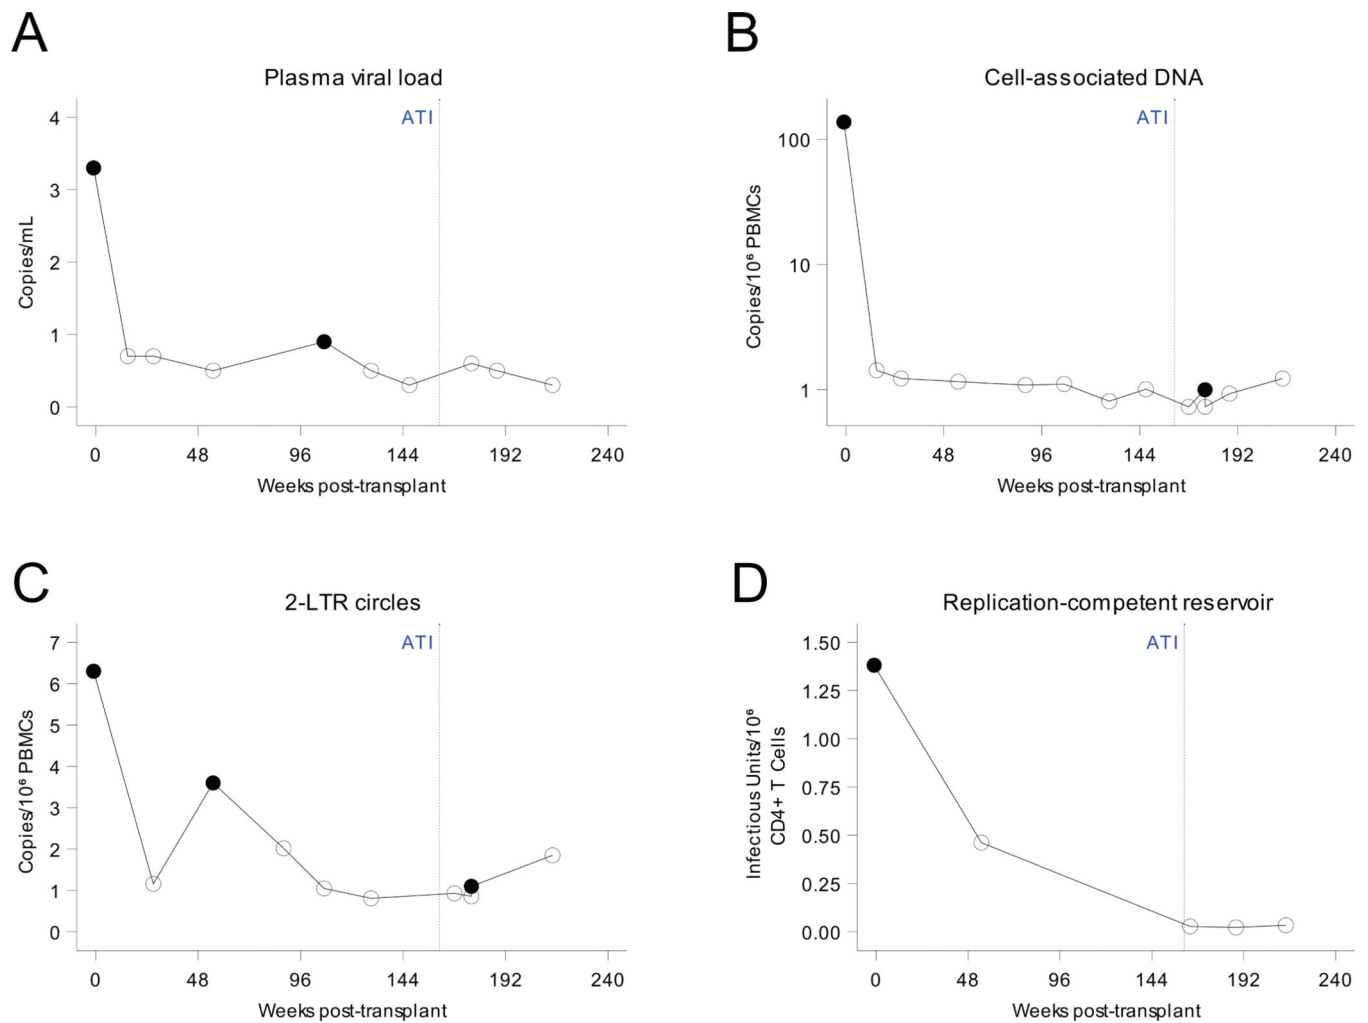 A
Plasma viral load
ATI
4
3
2
1
0
Copies/mL
0 48 96 144 192 240
Weeks post-transplant
B
Cell-associated DNA
ATI
100
10
1
Copies/10⁶ PBMCs
0 48 96 144 192 240
Weeks post-transplant
C
2-LTR circles
ATI
7
6
5
4
3
2
1
0
Copies/10⁶ PBMCs
0 48 96 144 192 240
Weeks post-transplant
D
Replication-competent reservoir
ATI
1.50
1.25
1.00
0.75
0.50
0.25
0.00
Infectious Units/10⁶
CD4+ T Cells
0 48 96 144 192 240
Weeks post-transplant